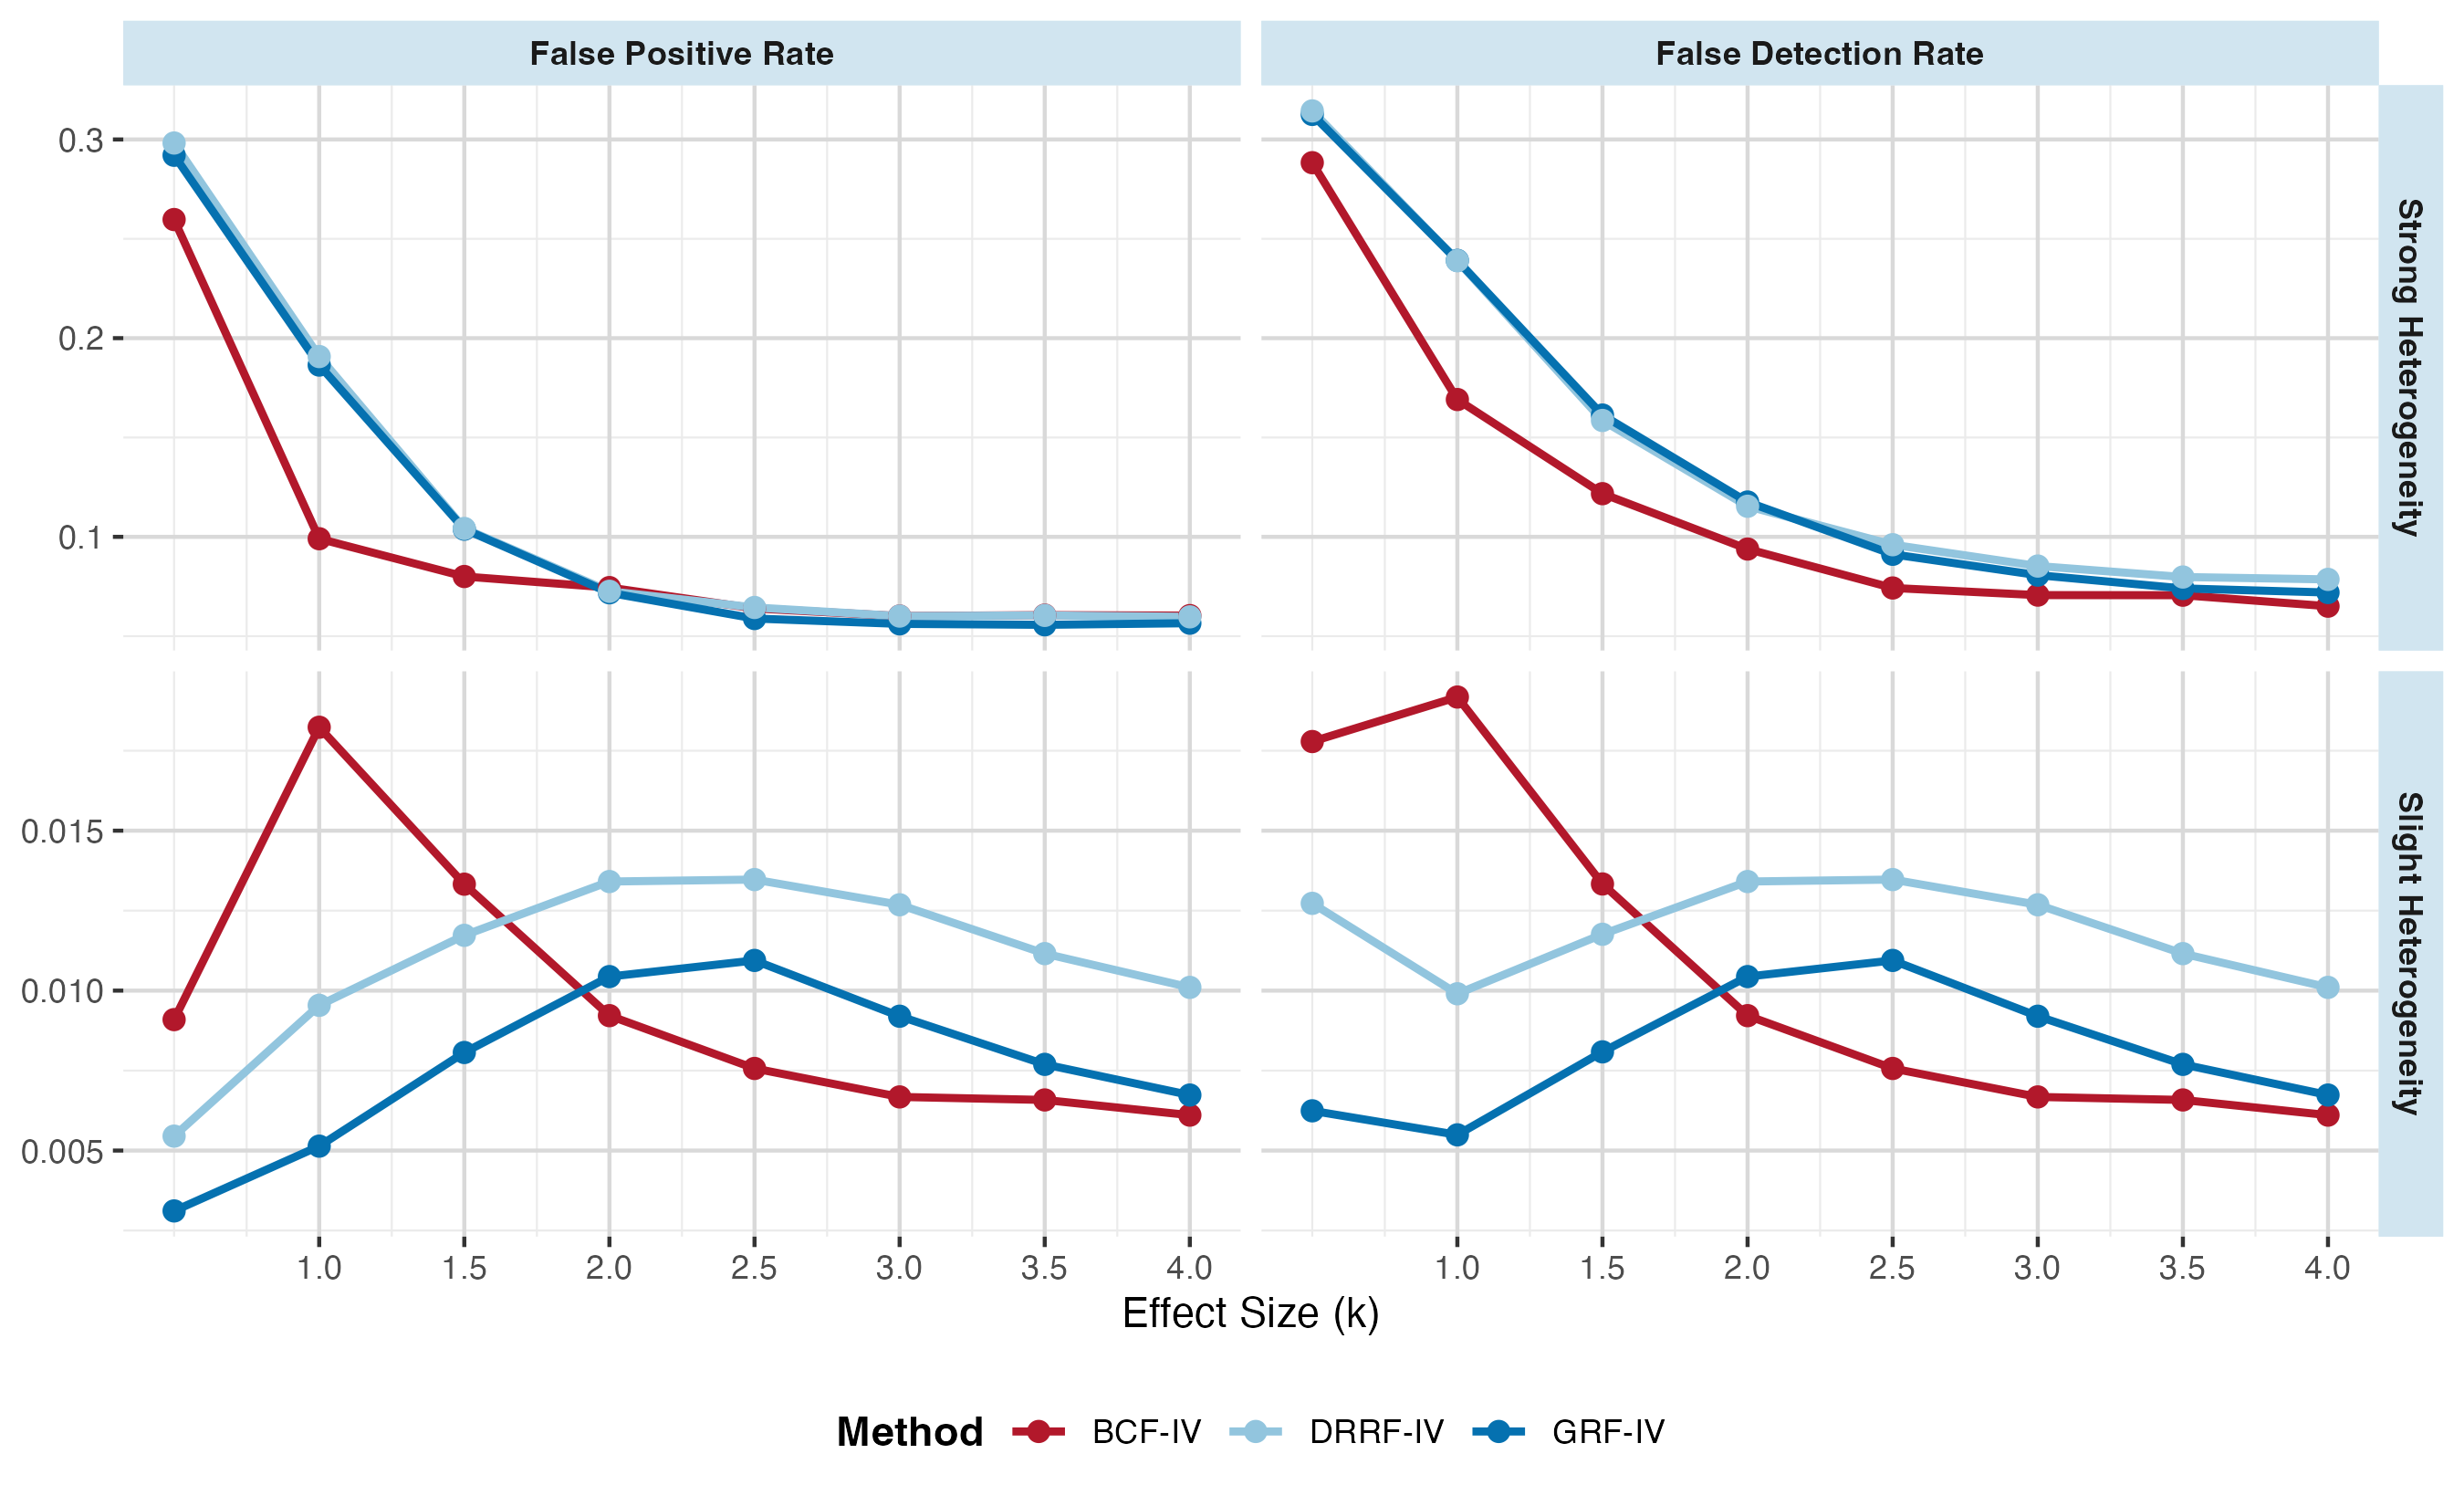 False Positive Rate
False Detection Rate
0.3
0.2
0.1
Strong Heterogeneity
0.015
0.010
0.005
Slight Heterogeneity
1.0 1.5 2.0 2.5 3.0 3.5 4.0
1.0 1.5 2.0 2.5 3.0 3.5 4.0
Effect Size (k)
Method BCF-IV DRRF-IV GRF-IV